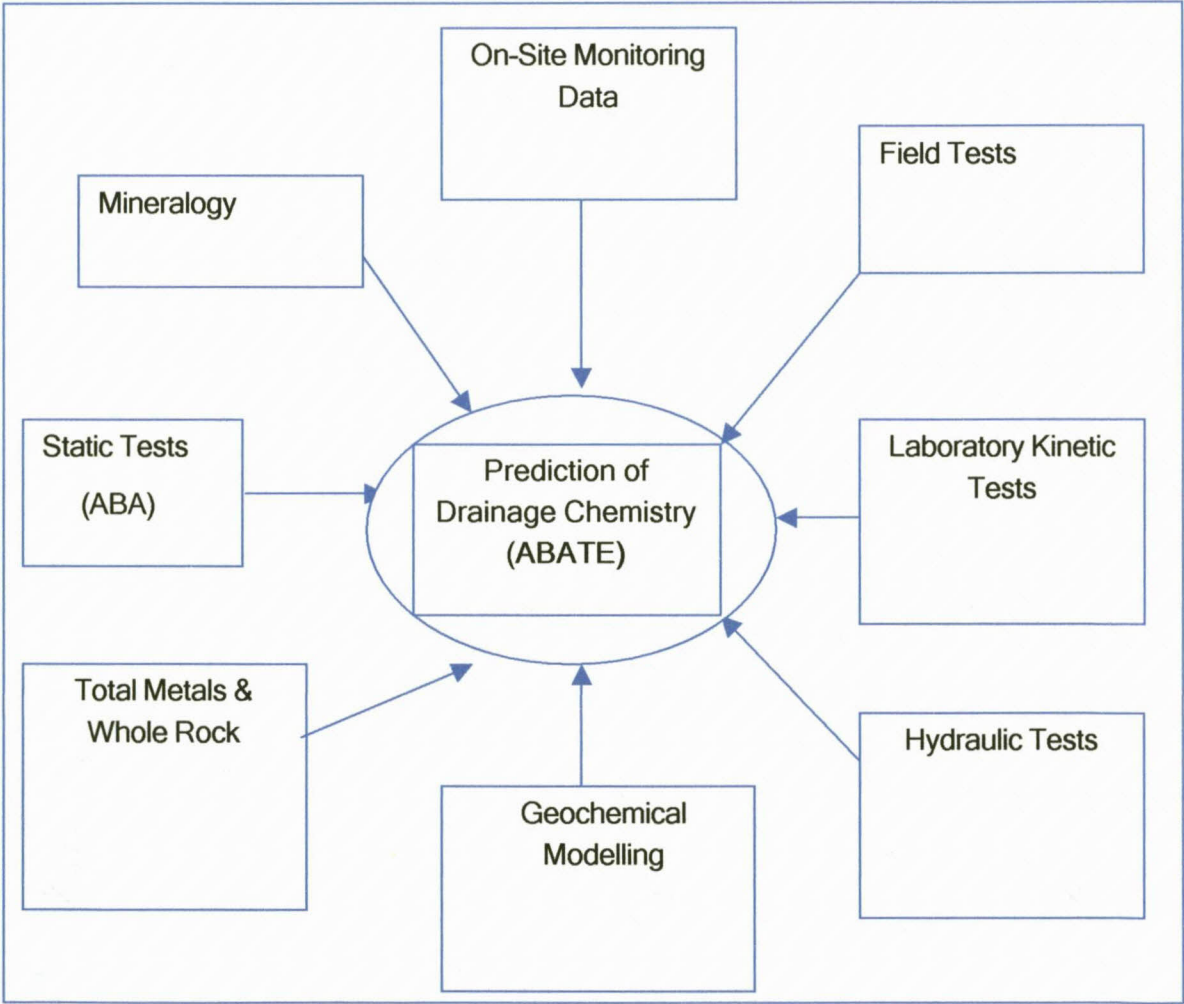 On-Site Monitoring
Data
Field Tests
Mineralogy
Static Tests
(ABA)
Prediction of
Drainage Chemistry
(ABATE)
Laboratory Kinetic
Tests
Total Metals &
Whole Rock
Hydraulic Tests
Geochemical
Modelling